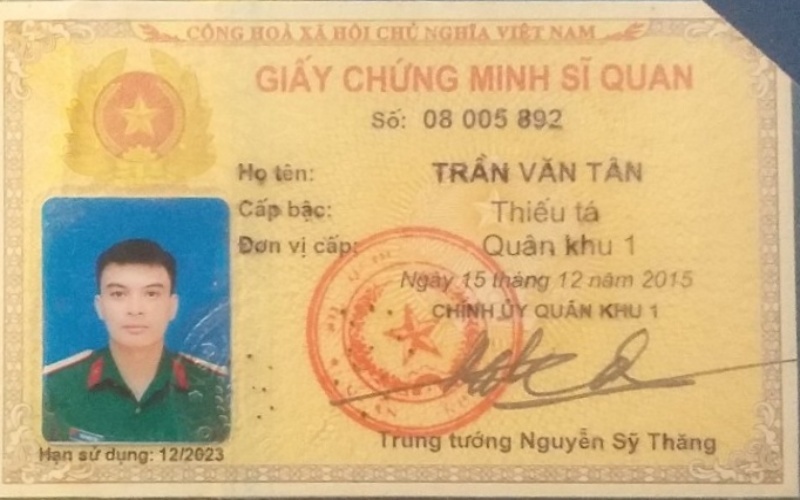 CỘNG HOÀ XÃ HỘI CHỦ NGHĨA VIỆT NAM
GIẤY CHỨNG MINH SĨ QUAN
Số: 08 005 892
Họ tên: TRẦN VĂN TÂN
Cấp bậc: Thiếu tá
Đơn vị cấp: Quân khu 1
Ngày 15 tháng 12 năm 2015
CHÍNH ỦY QUÂN KHU 1
Trung tướng Nguyễn Sỹ Thăng
Hạn sử dụng: 12/2023